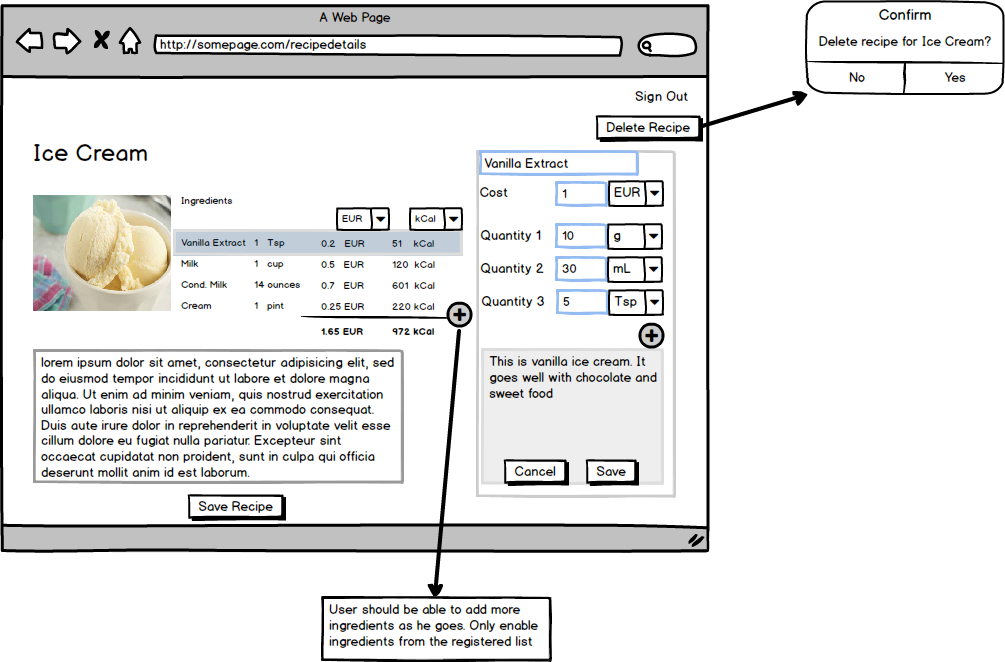 A Web Page
http://somepage.com/recipedetails
Confirm
Delete recipe for Ice Cream?
No Yes
Sign Out
Delete Recipe
Ice Cream
Ingredients
EUR kCal
Vanilla Extract 1 Tsp 0.2 EUR 51 kCal
Milk 1 cup 0.5 EUR 120 kCal
Cond. Milk 14 ounces 0.7 EUR 601 kCal
Cream 1 pint 0.25 EUR 220 kCal
1.65 EUR 972 kCal
lorem ipsum dolor sit amet, consectetur adipisicing elit, sed
do eiusmod tempor incididunt ut labore et dolore magna
aliqua. Ut enim ad minim veniam, quis nostrud exercitation
ullamco laboris nisi ut aliquip ex ea commodo consequat.
Duis aute irure dolor in reprehenderit in voluptate velit esse
cillum dolore eu fugiat nulla pariatur. Excepteur sint
occaecat cupidatat non proident, sunt in culpa qui officia
deserunt mollit anim id est laborum.
Save Recipe
Vanilla Extract
Cost 1 EUR
Quantity 1 10 g
Quantity 2 30 mL
Quantity 3 5 Tsp
This is vanilla ice cream. It
goes well with chocolate and
sweet food
Cancel Save
User should be able to add more
ingredients as he goes. Only enable
ingredients from the registered list